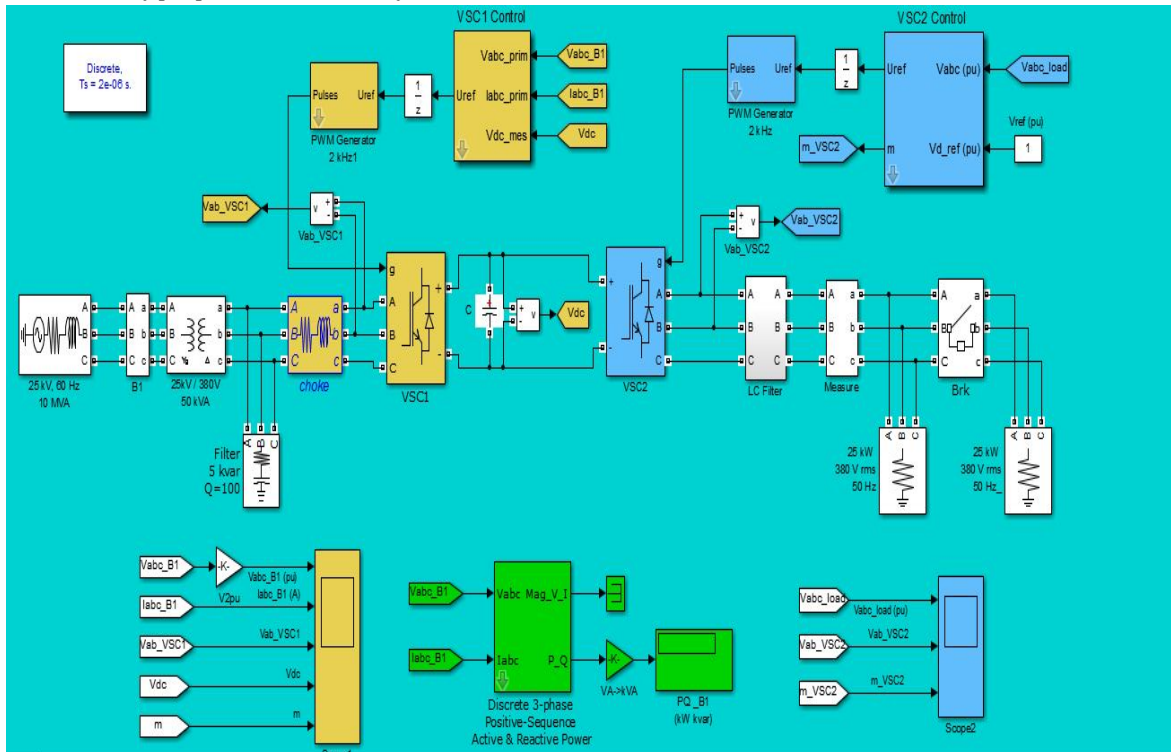 VSC1 Control
VSC2 Control
Discrete,
Ts = 2e-06 s.
Vabc_prim
Vabc_B1
Pulses
Uref
1
z
Uref
Iabc_prim
Iabc_B1
PWM Generator
2 kHz1
Vdc_mes
Vdc
Pulses
Uref
1
z
Uref
Vabc (pu)
Vabc_load
PWM Generator
2 kHz
Vref (pu)
m_VSC2
m
Vd_ref (pu)
1
Vab_VSC1
v
+
-
Vab_VSC1
+
-
v
Vab_VSC2
Vab_VSC2
g
A
B
C
+
-
VSC1
C
+
-
v
Vdc
g
+
-
A
B
C
VSC2
A
B
C
25 kV, 60 Hz
10 MVA
A a
B b
C c
B1
A a
B b
C c
25kV / 380V
50 kVA
A a
B b
C c
choke
A A
B B
C C
LC Filter
A a
B b
C c
Measure
A a
B b
C c
Brk
A B C
Filter
5 kvar
Q=100
A B C
25 kW
380 V rms
50 Hz
A B C
25 kW
380 V rms
50 Hz_
Vabc_B1
-K-
V2pu
Vabc_B1 (pu)
Iabc_B1
Iabc_B1 (A)
Vab_VSC1
Vab_VSC1
Vdc
Vdc
m
m
Vabc_B1
Vabc
Mag_V_I
Iabc_B1
Iabc
P_Q
-K-
VA->kVA
PQ_B1
(kW kvar)
Discrete 3-phase
Positive-Sequence
Active & Reactive Power
Vabc_load
Vabc_load (pu)
Vab_VSC2
Vab_VSC2
m_VSC2
m_VSC2
Scope2